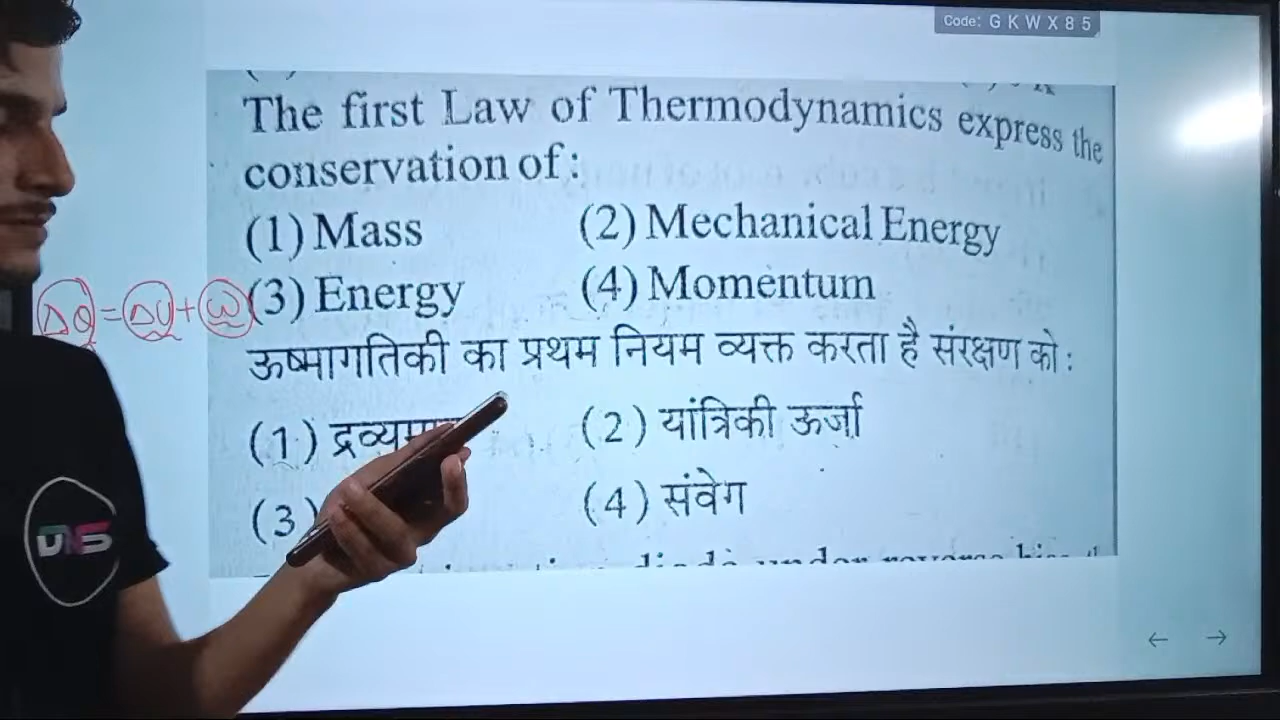 Code: G K W X 8 5
The first Law of Thermodynamics express the
conservation of :
(1) Mass (2) Mechanical Energy
ΔQ = ΔU + W (3) Energy (4) Momentum
ऊष्मागतिकी का प्रथम नियम व्यक्त करता है संरक्षण को :
(1) (2) यांत्रिकी ऊर्जा
(3) (4) संवेग